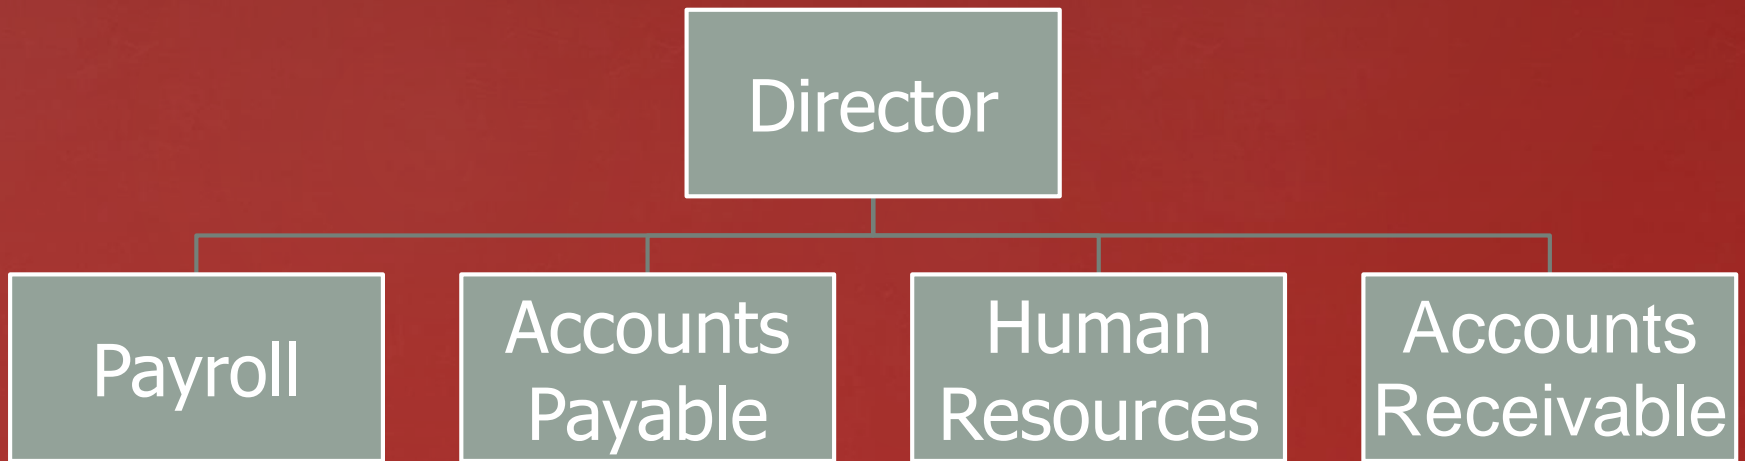 Director
Payroll
Accounts
Payable
Human
Resources
Accounts
Receivable